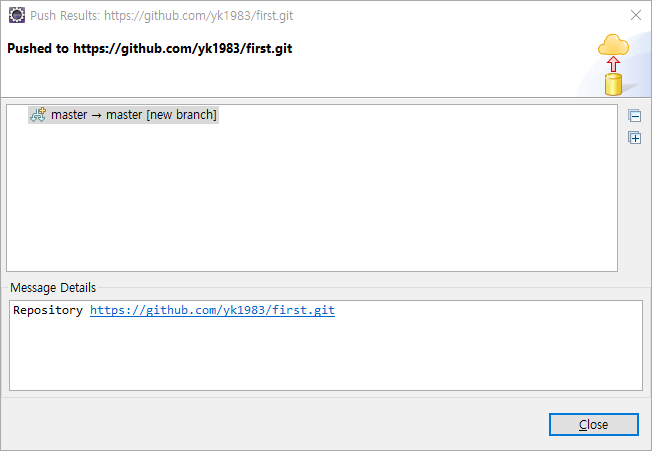 Push Results: https://github.com/yk1983/first.git
Pushed to https://github.com/yk1983/first.git
master → master [new branch]
Message Details
Repository https://github.com/yk1983/first.git
Close